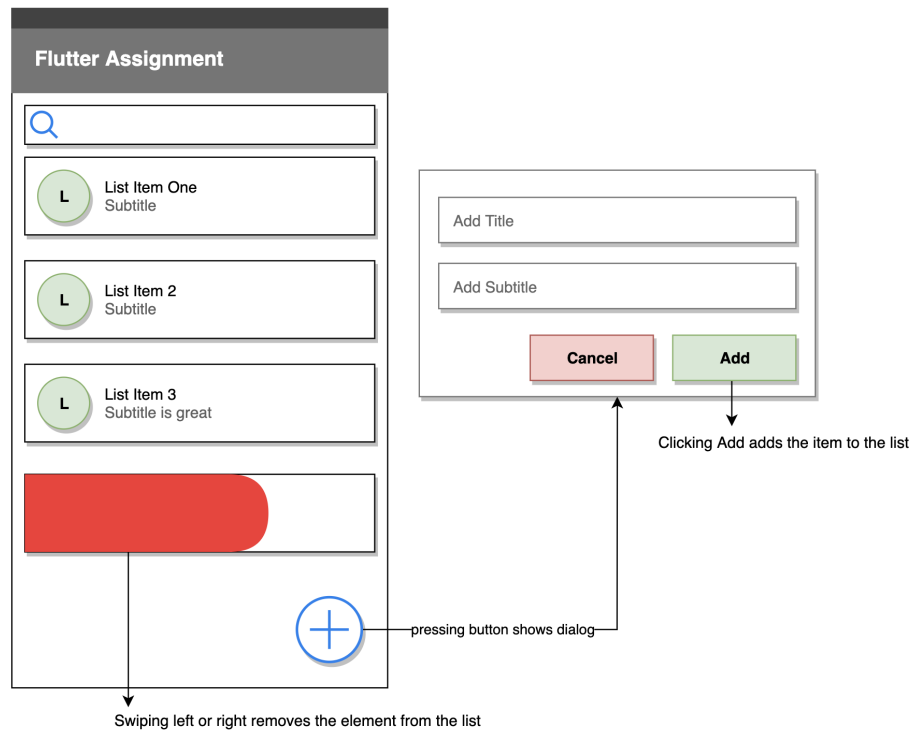 Flutter Assignment
L
List Item One
Subtitle
L
List Item 2
Subtitle
L
List Item 3
Subtitle is great
Add Title
Add Subtitle
Cancel
Add
Clicking Add adds the item to the list
pressing button shows dialog
Swiping left or right removes the element from the list